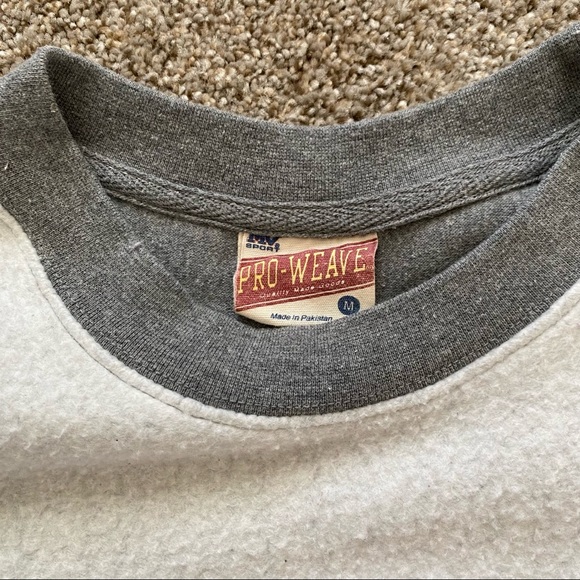 MV.
SPORT
PRO-WEAVE
Quality Made Goods
M
Made in Pakistan